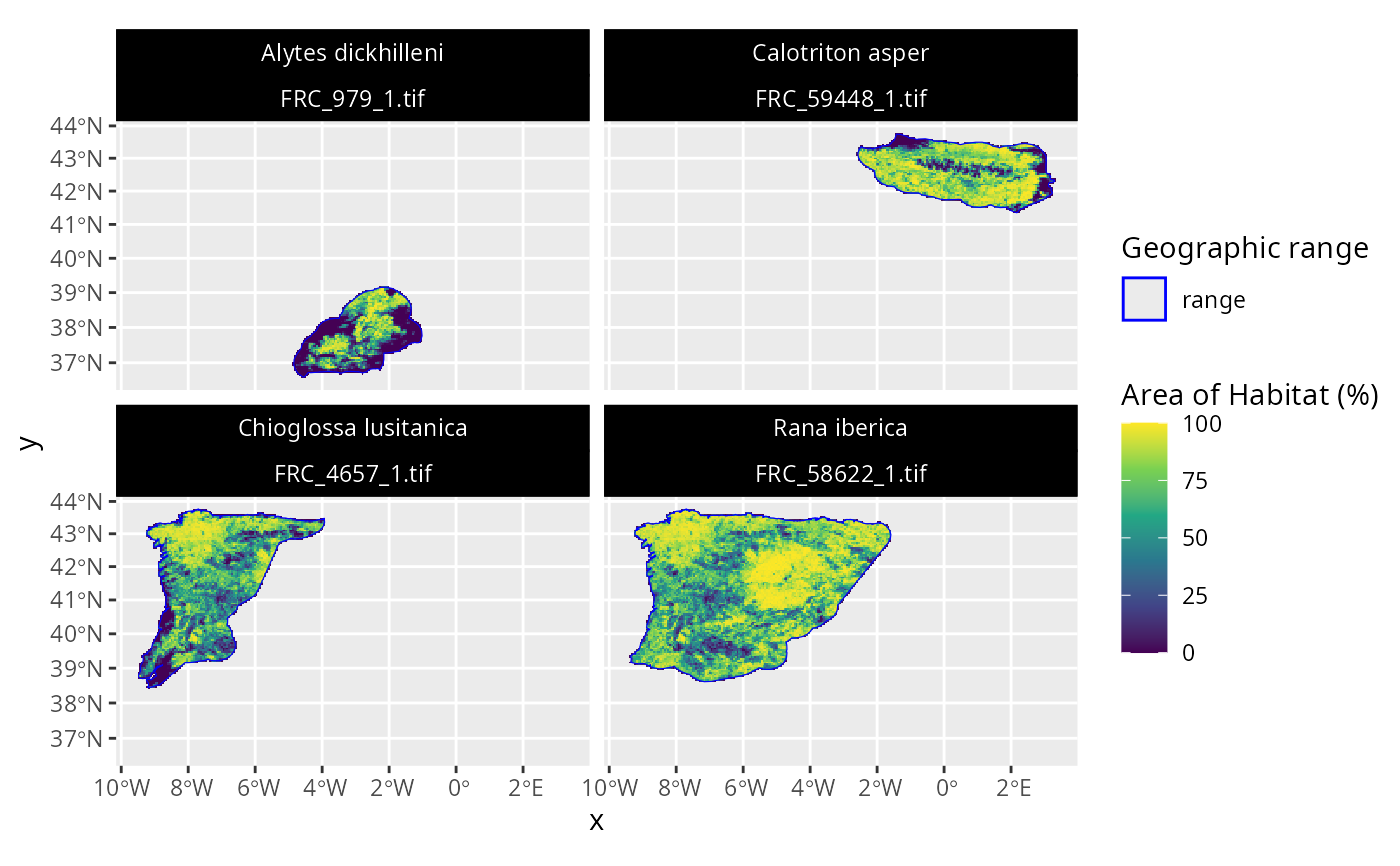 Alytes dickhilleni
FRC_979_1.tif
Calotriton asper
FRC_59448_1.tif
44°N
43°N
42°N
41°N
40°N
39°N
38°N
37°N
Chioglossa lusitanica
FRC_4657_1.tif
Rana iberica
FRC_58622_1.tif
44°N
43°N
42°N
41°N
40°N
39°N
38°N
37°N
10°W 8°W 6°W 4°W 2°W 0° 2°E
10°W 8°W 6°W 4°W 2°W 0° 2°E
x
y
Geographic range
range
Area of Habitat (%)
100
75
50
25
0